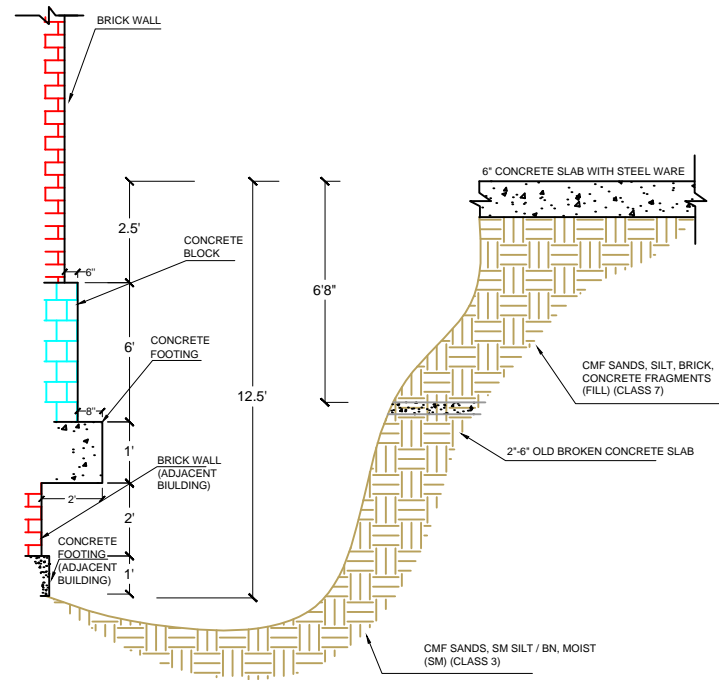 BRICK WALL
6" CONCRETE SLAB WITH STEEL WARE
2.5'
CONCRETE
BLOCK
6"
6'8"
6'
CONCRETE
FOOTING
CMF SANDS, SILT, BRICK,
CONCRETE FRAGMENTS
(FILL) (CLASS 7)
12.5'
8"
1'
2"-6" OLD BROKEN CONCRETE SLAB
BRICK WALL
(ADJACENT
BIULDING)
2'
2'
CONCRETE
FOOTING
(ADJACENT
BUILDING)
1'
CMF SANDS, SM SILT / BN, MOIST
(SM) (CLASS 3)